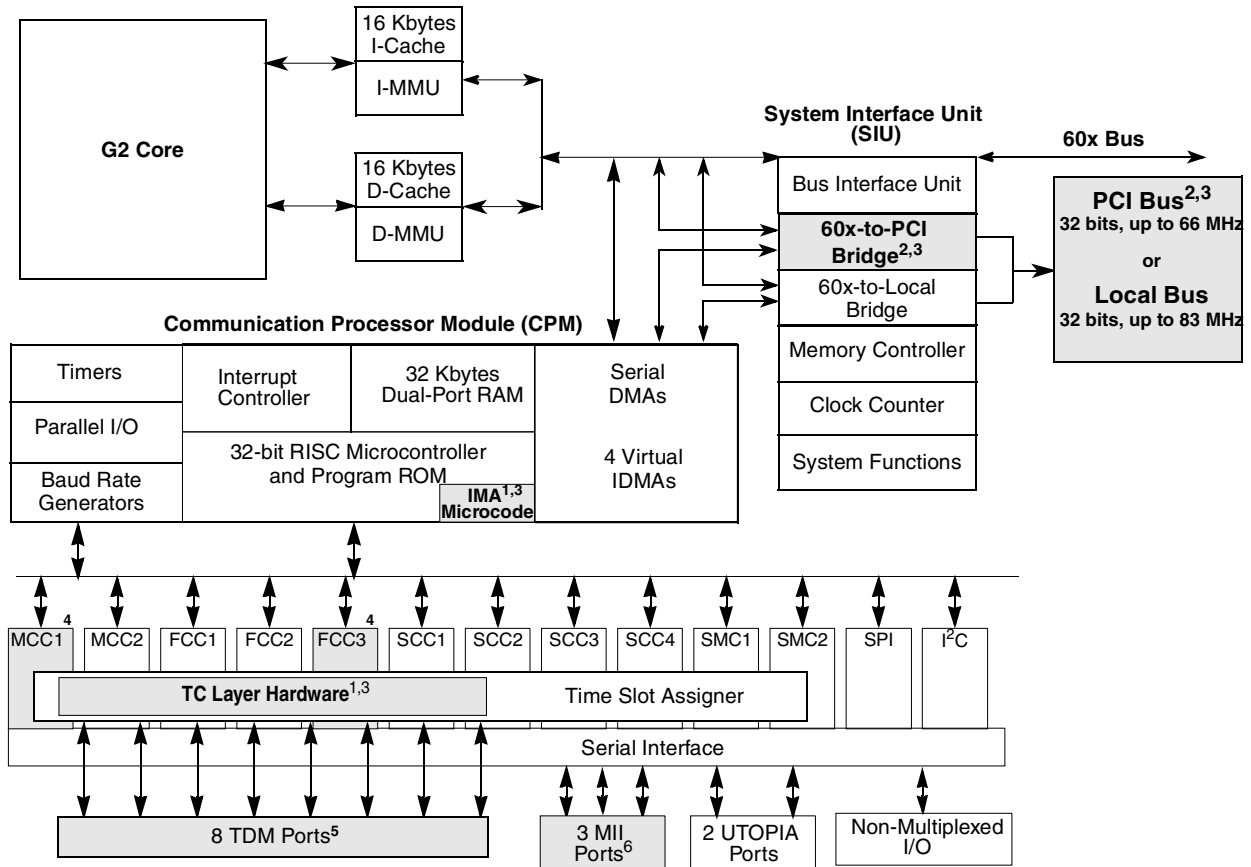 16 Kbytes
I-Cache
I-MMU
G2 Core
16 Kbytes
D-Cache
D-MMU
System Interface Unit
(SIU)
60x Bus
Bus Interface Unit
60x-to-PCI
Bridge2,3
60x-to-Local
Bridge
Memory Controller
Clock Counter
System Functions
PCI Bus2,3
32 bits, up to 66 MHz
or
Local Bus
32 bits, up to 83 MHz
Communication Processor Module (CPM)
Timers
Parallel I/O
Baud Rate
Generators
Interrupt
Controller
32 Kbytes
Dual-Port RAM
32-bit RISC Microcontroller
and Program ROM
IMA1,3
Microcode
Serial
DMAs
4 Virtual
IDMAs
4
4
MCC1 MCC2 FCC1 FCC2 FCC3 SCC1 SCC2 SCC3 SCC4 SMC1 SMC2 SPI I2C
TC Layer Hardware1,3
Time Slot Assigner
Serial Interface
8 TDM Ports5
3 MII
Ports6
2 UTOPIA
Ports
Non-Multiplexed
I/O